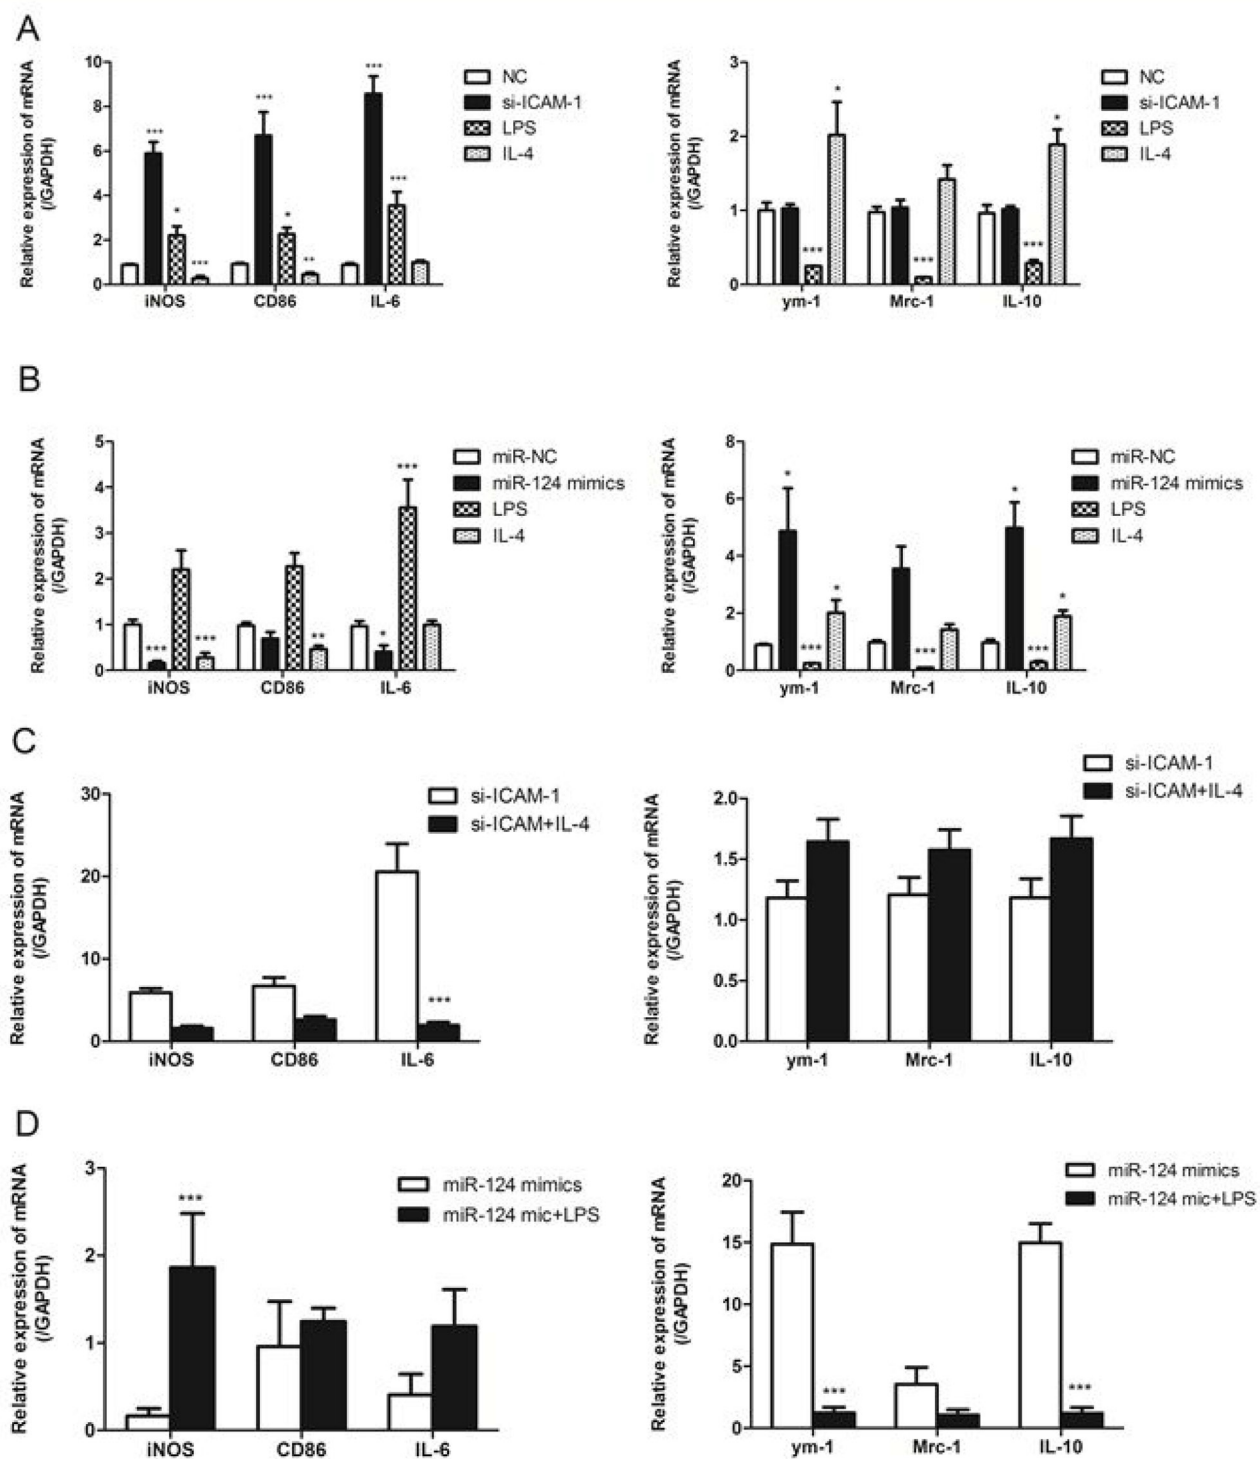 A
Relative expression of mRNA
(/GAPDH)
10
8
6
4
2
0
***
*
***
***
*
**
***
***
iNOS
CD86
IL-6
NC
si-ICAM-1
LPS
IL-4
Relative expression of mRNA
(/GAPDH)
3
2
1
0
***
*
***
***
*
ym-1
Mrc-1
IL-10
NC
si-ICAM-1
LPS
IL-4
B
Relative expression of mRNA
(/GAPDH)
5
4
3
2
1
0
***
***
**
*
***
iNOS
CD86
IL-6
miR-NC
miR-124 mimics
LPS
IL-4
Relative expression of mRNA
(/GAPDH)
8
6
4
2
0
*
***
*
***
*
***
*
ym-1
Mrc-1
IL-10
miR-NC
miR-124 mimics
LPS
IL-4
C
Relative expression of mRNA
(/GAPDH)
30
20
10
0
***
iNOS
CD86
IL-6
si-ICAM-1
si-ICAM+IL-4
Relative expression of mRNA
(/GAPDH)
2.0
1.5
1.0
0.5
0.0
ym-1
Mrc-1
IL-10
si-ICAM-1
si-ICAM+IL-4
D
Relative expression of mRNA
(/GAPDH)
3
2
1
0
***
iNOS
CD86
IL-6
miR-124 mimics
miR-124 mic+LPS
Relative expression of mRNA
(/GAPDH)
20
15
10
5
0
***
***
ym-1
Mrc-1
IL-10
miR-124 mimics
miR-124 mic+LPS